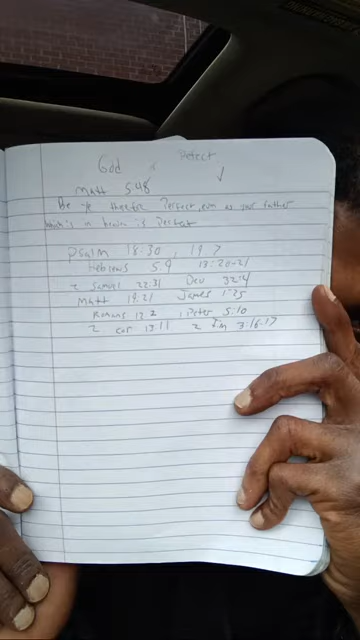 God is Perfect
Matt 5:48
Be ye therefor Perfect, even as your father
which is in heaven is Perfect
Psalm 18:30, 19:7
Hebrews 5:9 13:20-21
2 Samuel 22:31 Deu 32:4
Matt 19:21 James 1:25
Romans 12:2 1 Peter 5:10
2 cor 13:11 2 Tim 3:16-17